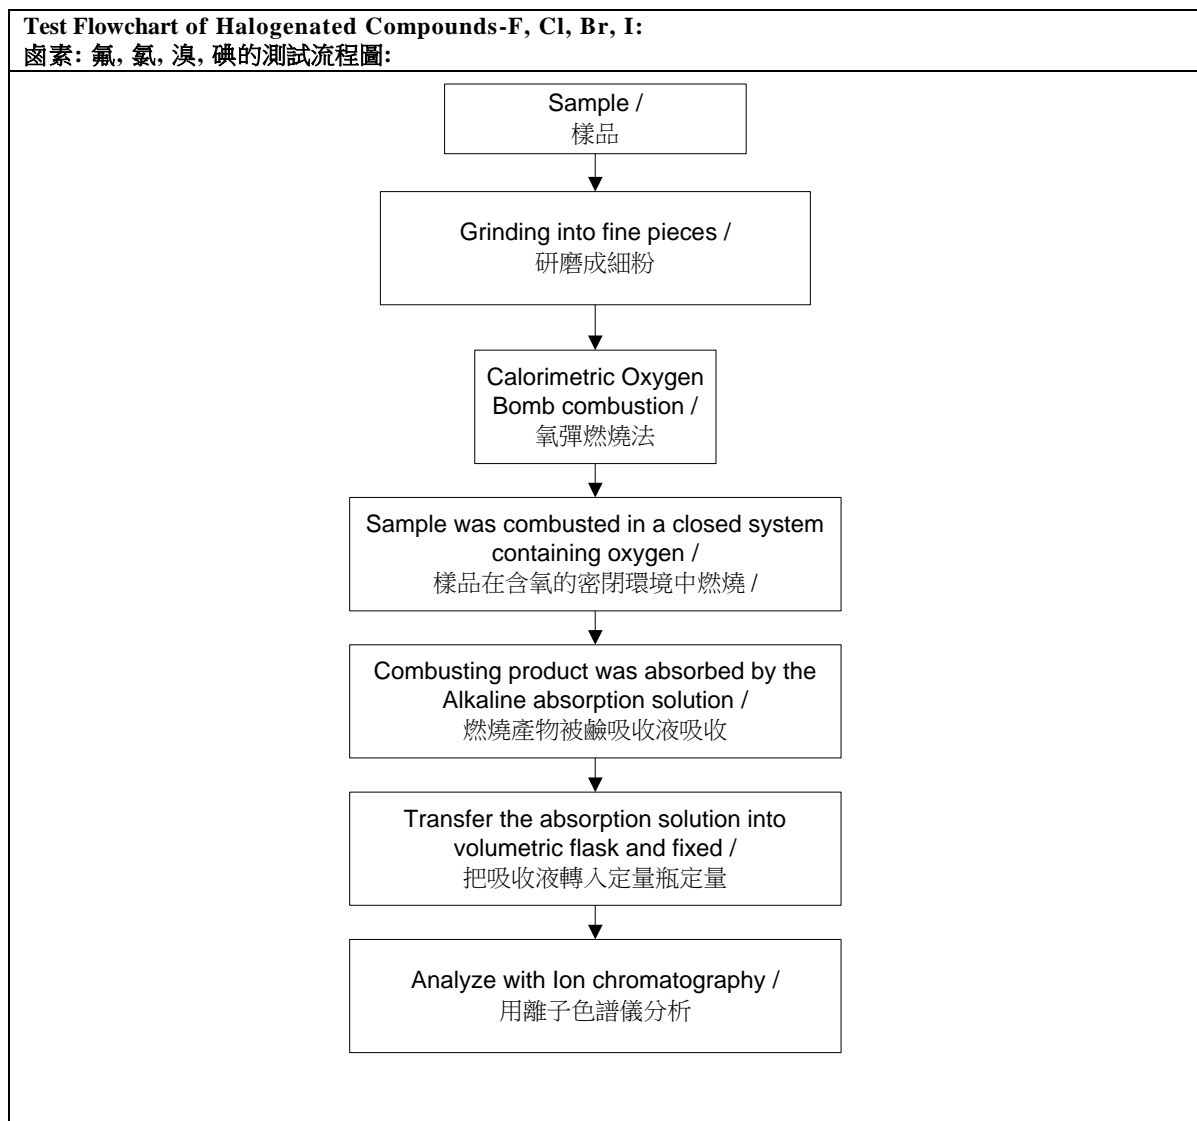 Test Flowchart of Halogenated Compounds-F, Cl, Br, I:
鹵素: 氟, 氯, 溴, 碘的測試流程圖:
Sample /
樣品
Grinding into fine pieces /
研磨成細粉
Calorimetric Oxygen
Bomb combustion /
氧彈燃燒法
Sample was combusted in a closed system
containing oxygen /
樣品在含氧的密閉環境中燃燒 /
Combusting product was absorbed by the
Alkaline absorption solution /
燃燒產物被鹼吸收液吸收
Transfer the absorption solution into
volumetric flask and fixed /
把吸收液轉入定量瓶定量
Analyze with Ion chromatography /
用離子色譜儀分析